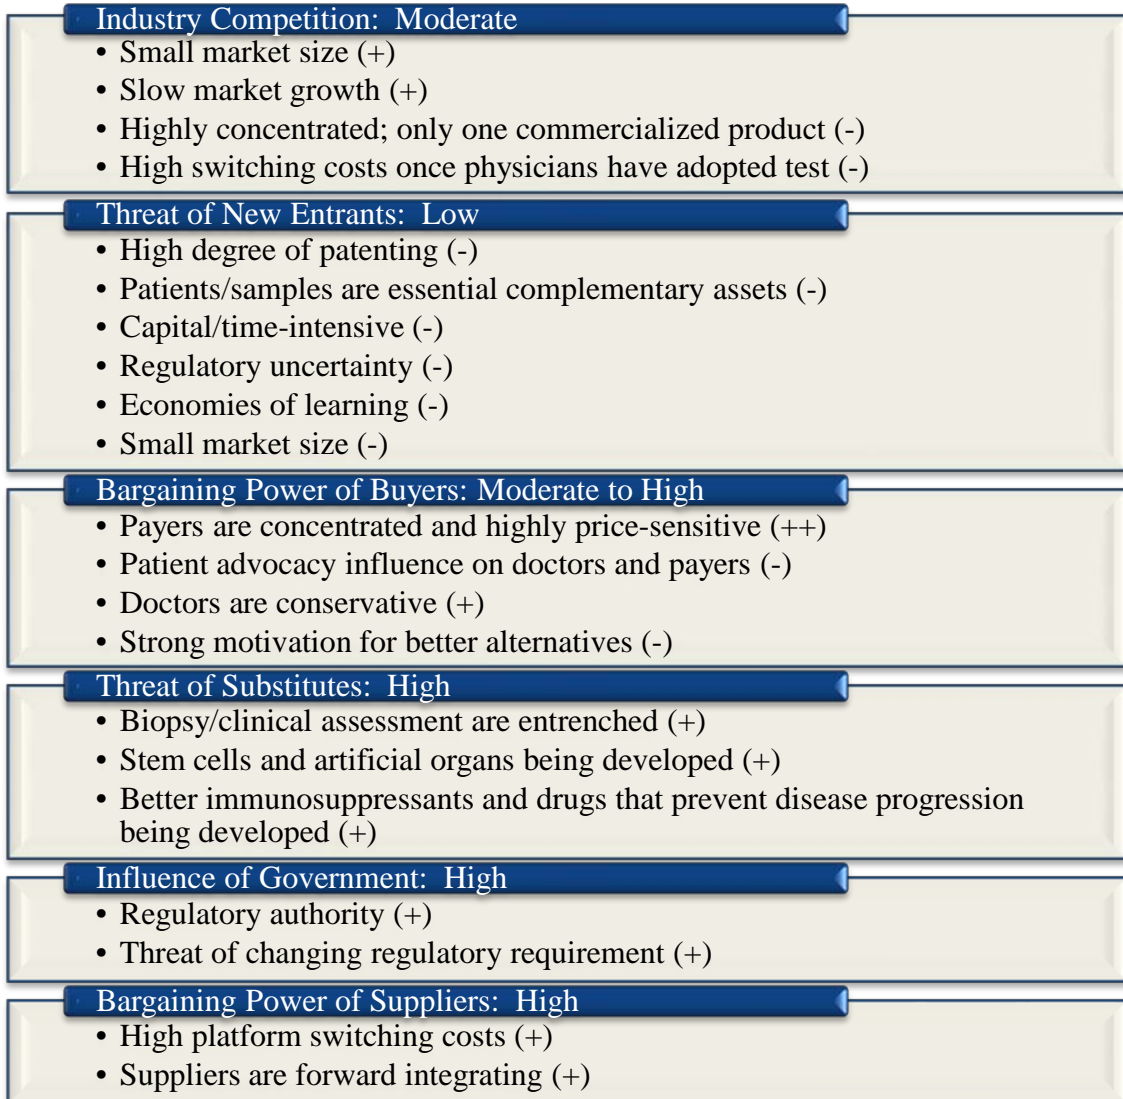 Industry Competition:  Moderate
• Small market size (+)
• Slow market growth (+)
• Highly concentrated; only one commercialized product (-)
• High switching costs once physicians have adopted test (-)
Threat of New Entrants:  Low
• High degree of patenting (-)
• Patients/samples are essential complementary assets (-)
• Capital/time-intensive (-)
• Regulatory uncertainty (-)
• Economies of learning (-)
• Small market size (-)
Bargaining Power of Buyers: Moderate to High
• Payers are concentrated and highly price-sensitive (++)
• Patient advocacy influence on doctors and payers (-)
• Doctors are conservative (+)
• Strong motivation for better alternatives (-)
Threat of Substitutes:  High
• Biopsy/clinical assessment are entrenched (+)
• Stem cells and artificial organs being developed (+)
• Better immunosuppressants and drugs that prevent disease progression
being developed (+)
Influence of Government:  High
• Regulatory authority (+)
• Threat of changing regulatory requirement (+)
Bargaining Power of Suppliers:  High
• High platform switching costs (+)
• Suppliers are forward integrating (+)